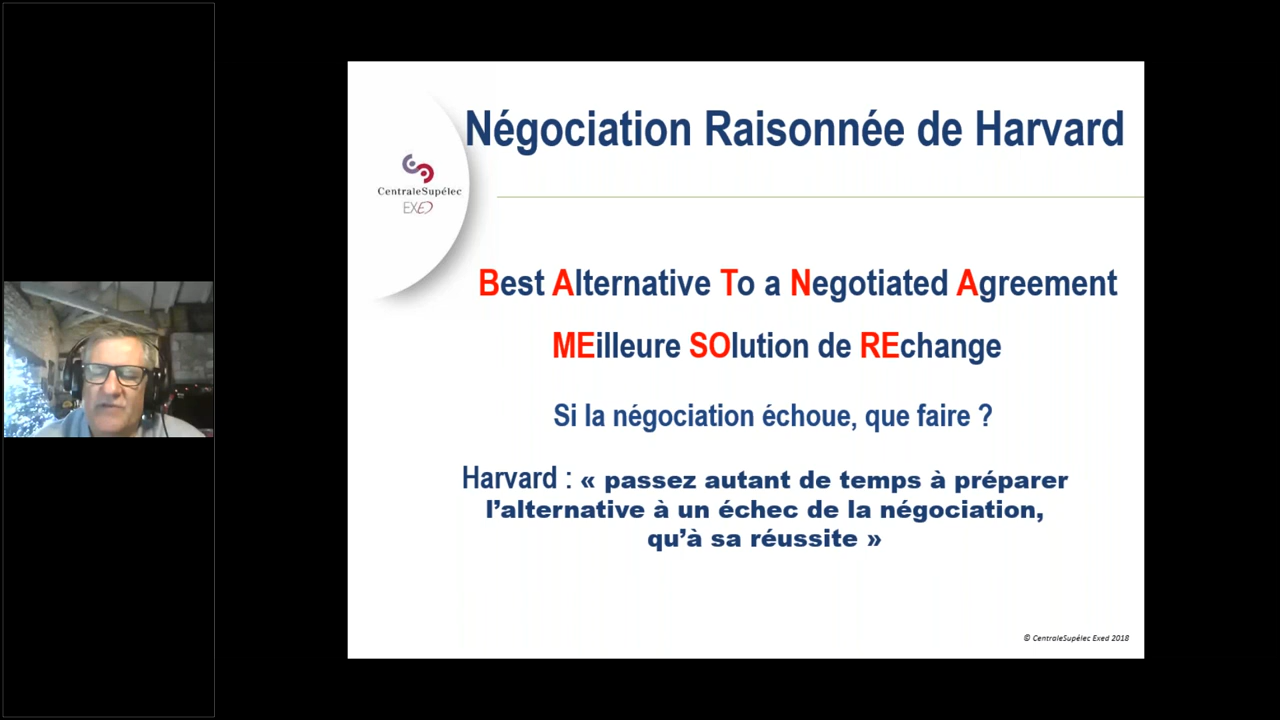 Négociation Raisonnée de Harvard
CentraleSupélec
EXED
Best Alternative To a Negotiated Agreement
MEilleure SOlution de REchange
Si la négociation échoue, que faire ?
Harvard : « passez autant de temps à préparer
l’alternative à un échec de la négociation,
qu’à sa réussite »
© CentraleSupélec Exed 2018